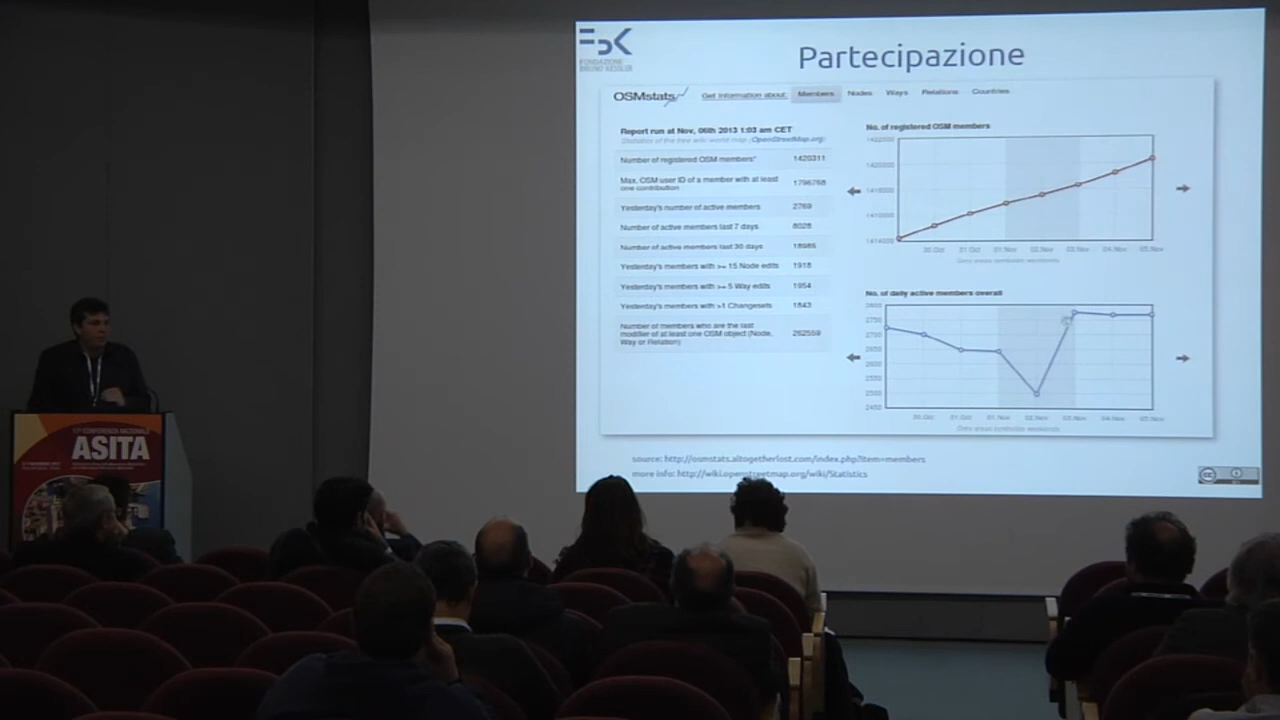 FBK
FONDAZIONE
BRUNO KESSLER
Partecipazione
OSMstats
Get information about: Members Nodes Ways Relations Countries
Report run at Nov, 06th 2013 1:03 am CET
Statistics of the free wiki world map (OpenStreetMap.org)
Number of registered OSM members* 1420311
Max. OSM user ID of a member with at least
one contribution 1796768
Yesterday's number of active members 2769
Number of active members last 7 days 8028
Number of active members last 30 days 18986
Yesterday's members with >= 15 Node edits 1918
Yesterday's members with >= 5 Way edits 1954
Yesterday's members with >1 Changesets 1843
Number of members who are the last
modifier of at least one OSM object (Node,
Way or Relation) 262559
No. of registered OSM members
1422000
1420000
1418000
1416000
1414000
30.Oct 31.Oct 01.Nov 02.Nov 03.Nov 04.Nov 05.Nov
Grey areas symbolize weekends
No. of daily active members overall
2800
2750
2700
2650
2600
2550
2500
2450
30.Oct 31.Oct 01.Nov 02.Nov 03.Nov 04.Nov 05.Nov
Grey areas symbolize weekends
source: http://osmstats.altogetherlost.com/index.php?item=members
more info: http://wiki.openstreetmap.org/wiki/Statistics
cc
CONFERENZA NAZIONALE
ASITA